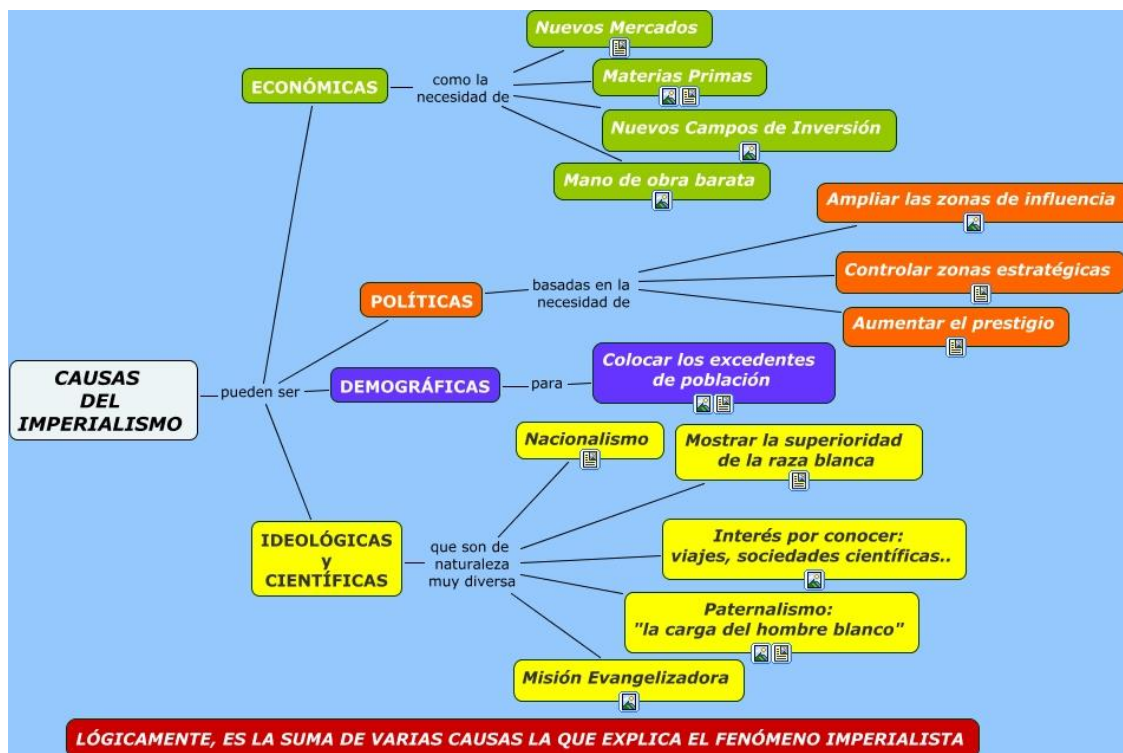 CAUSAS
DEL
IMPERIALISMO
pueden ser
ECONÓMICAS
como la
necesidad de
Nuevos Mercados
Materias Primas
Nuevos Campos de Inversión
Mano de obra barata
POLÍTICAS
basadas en la
necesidad de
Ampliar las zonas de influencia
Controlar zonas estratégicas
Aumentar el prestigio
DEMOGRÁFICAS
para
Colocar los excedentes
de población
IDEOLÓGICAS
y
CIENTÍFICAS
que son de
naturaleza
muy diversa
Nacionalismo
Mostrar la superioridad
de la raza blanca
Interés por conocer:
viajes, sociedades científicas..
Paternalismo:
"la carga del hombre blanco"
Misión Evangelizadora
LÓGICAMENTE, ES LA SUMA DE VARIAS CAUSAS LA QUE EXPLICA EL FENÓMENO IMPERIALISTA